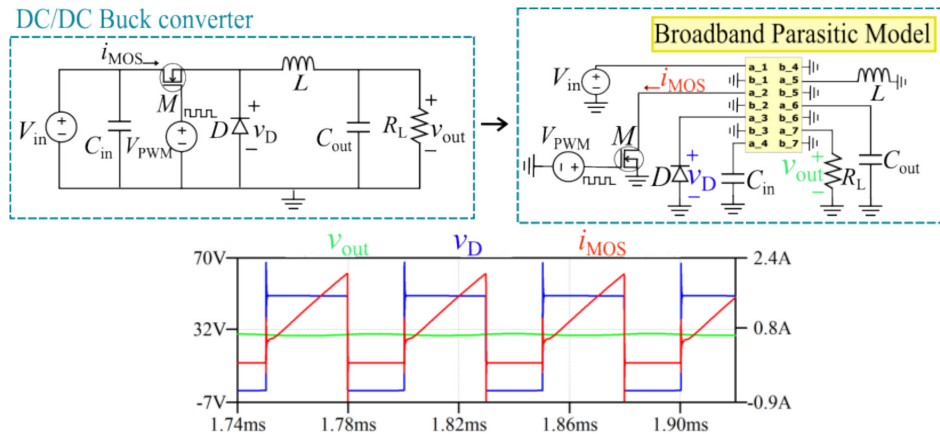 DC/DC Buck converter
Broadband Parasitic Model
i_MOS
M
L
V_in
C_in
V_PWM
D
v_D
C_out
R_L
v_out
V_in
i_MOS
a_1 b_4
b_1 a_5
a_2 b_5
b_2 a_6
a_3 b_6
b_3 a_7
a_4 b_7
L
V_PWM
M
D
v_D
C_in
v_out
R_L
C_out
v_out v_D i_MOS
70V 2.4A
32V 0.8A
-7V -0.9A
1.74ms 1.78ms 1.82ms 1.86ms 1.90ms